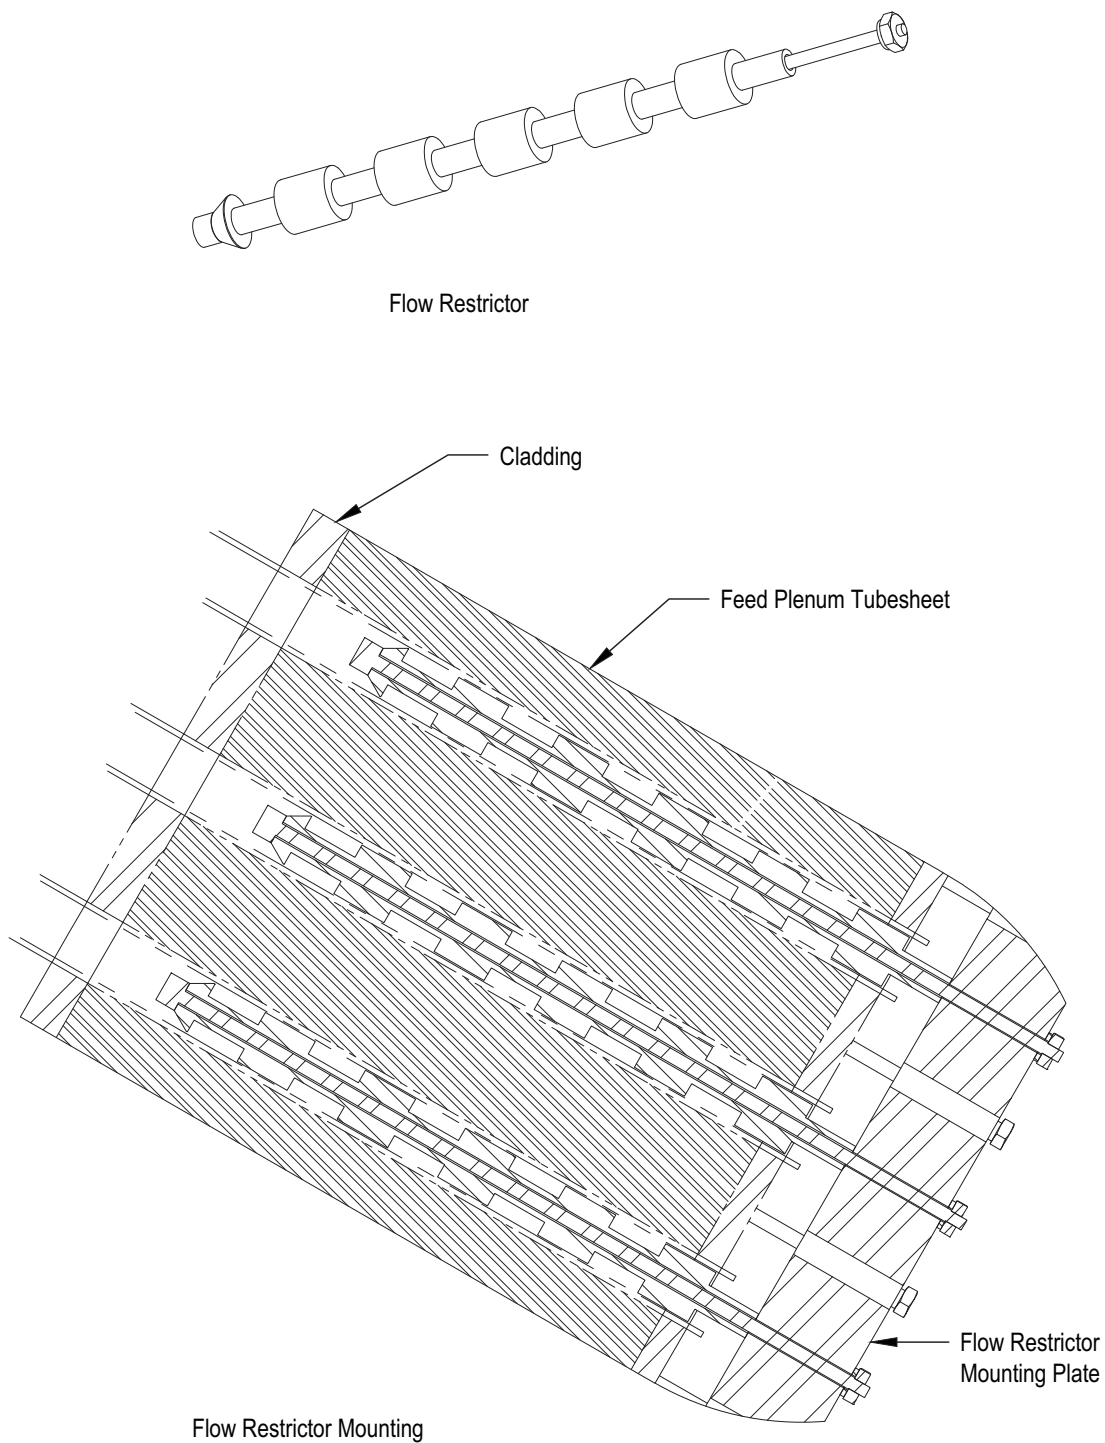 Flow Restrictor
Cladding
Feed Plenum Tubesheet
Flow Restrictor
Mounting Plate
Flow Restrictor Mounting